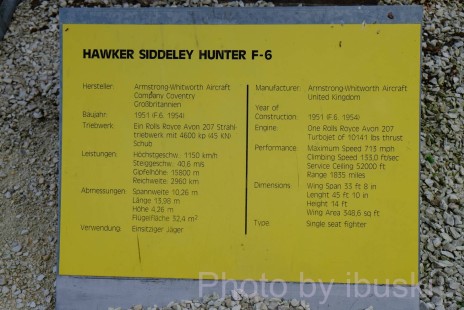 HAWKER SIDDELEY HUNTER F-6
Hersteller: Armstrong-Whitworth Aircraft
Company Coventry
Großbritannien
Baujahr: 1951 (F.6. 1954)
Triebwerk: Ein Rolls Royce Avon 207 Strahl-
triebwerk mit 4600 kp (45 KN)
Schub
Leistungen: Höchstgeschw. 1150 km/h
Steiggeschw. 40,6 m/s
Gipfelhöhe: 15800 m
Reichweite: 2960 km
Abmessungen: Spannweite 10,26 m
Länge 13,98 m
Höhe 4,26 m
Flügelfläche 32,4 m²
Verwendung: Einsitziger Jäger
Manufacturer: Armstrong-Whitworth Aircraft
United Kingdom
Year of
Construction: 1951 (F.6. 1954)
Engine: One Rolls Royce Avon 207
Turbojet of 10141 lbs thrust
Performance: Maximum Speed 713 mph
Climbing Speed 133,0 ft/sec
Service Ceiling 52000 ft
Range 1835 miles
Dimensions: Wing Span 33 ft 8 in
Lenght 45 ft 10 in
Height 14 ft
Wing Area 548,6 sq ft
Type: Single seat fighter
Photo by ibusku